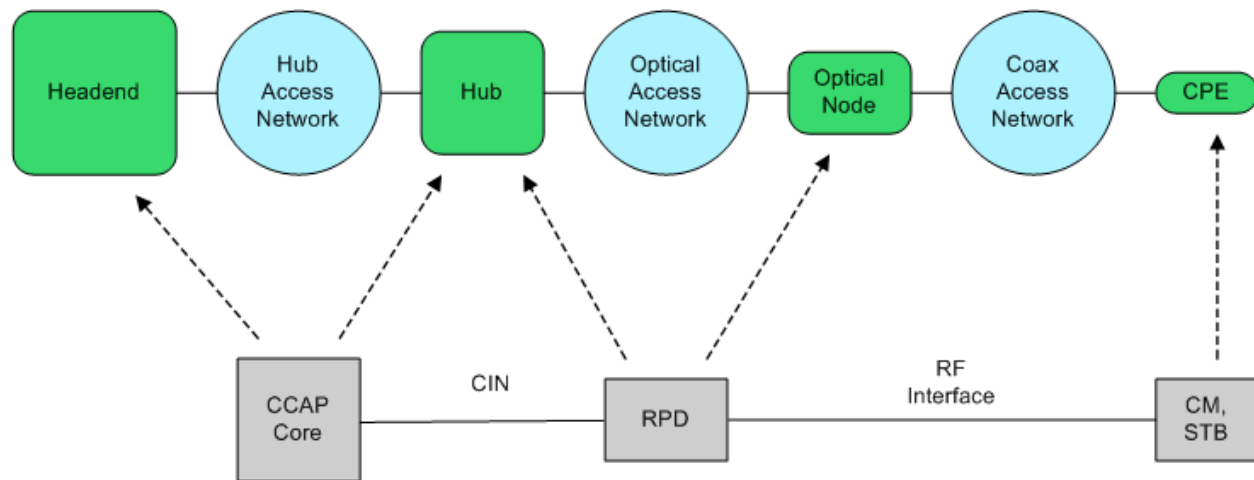 Headend
Hub
Access
Network
Hub
Optical
Access
Network
Optical
Node
Coax
Access
Network
CPE
CCAP
Core
CIN
RPD
RF
Interface
CM,
STB